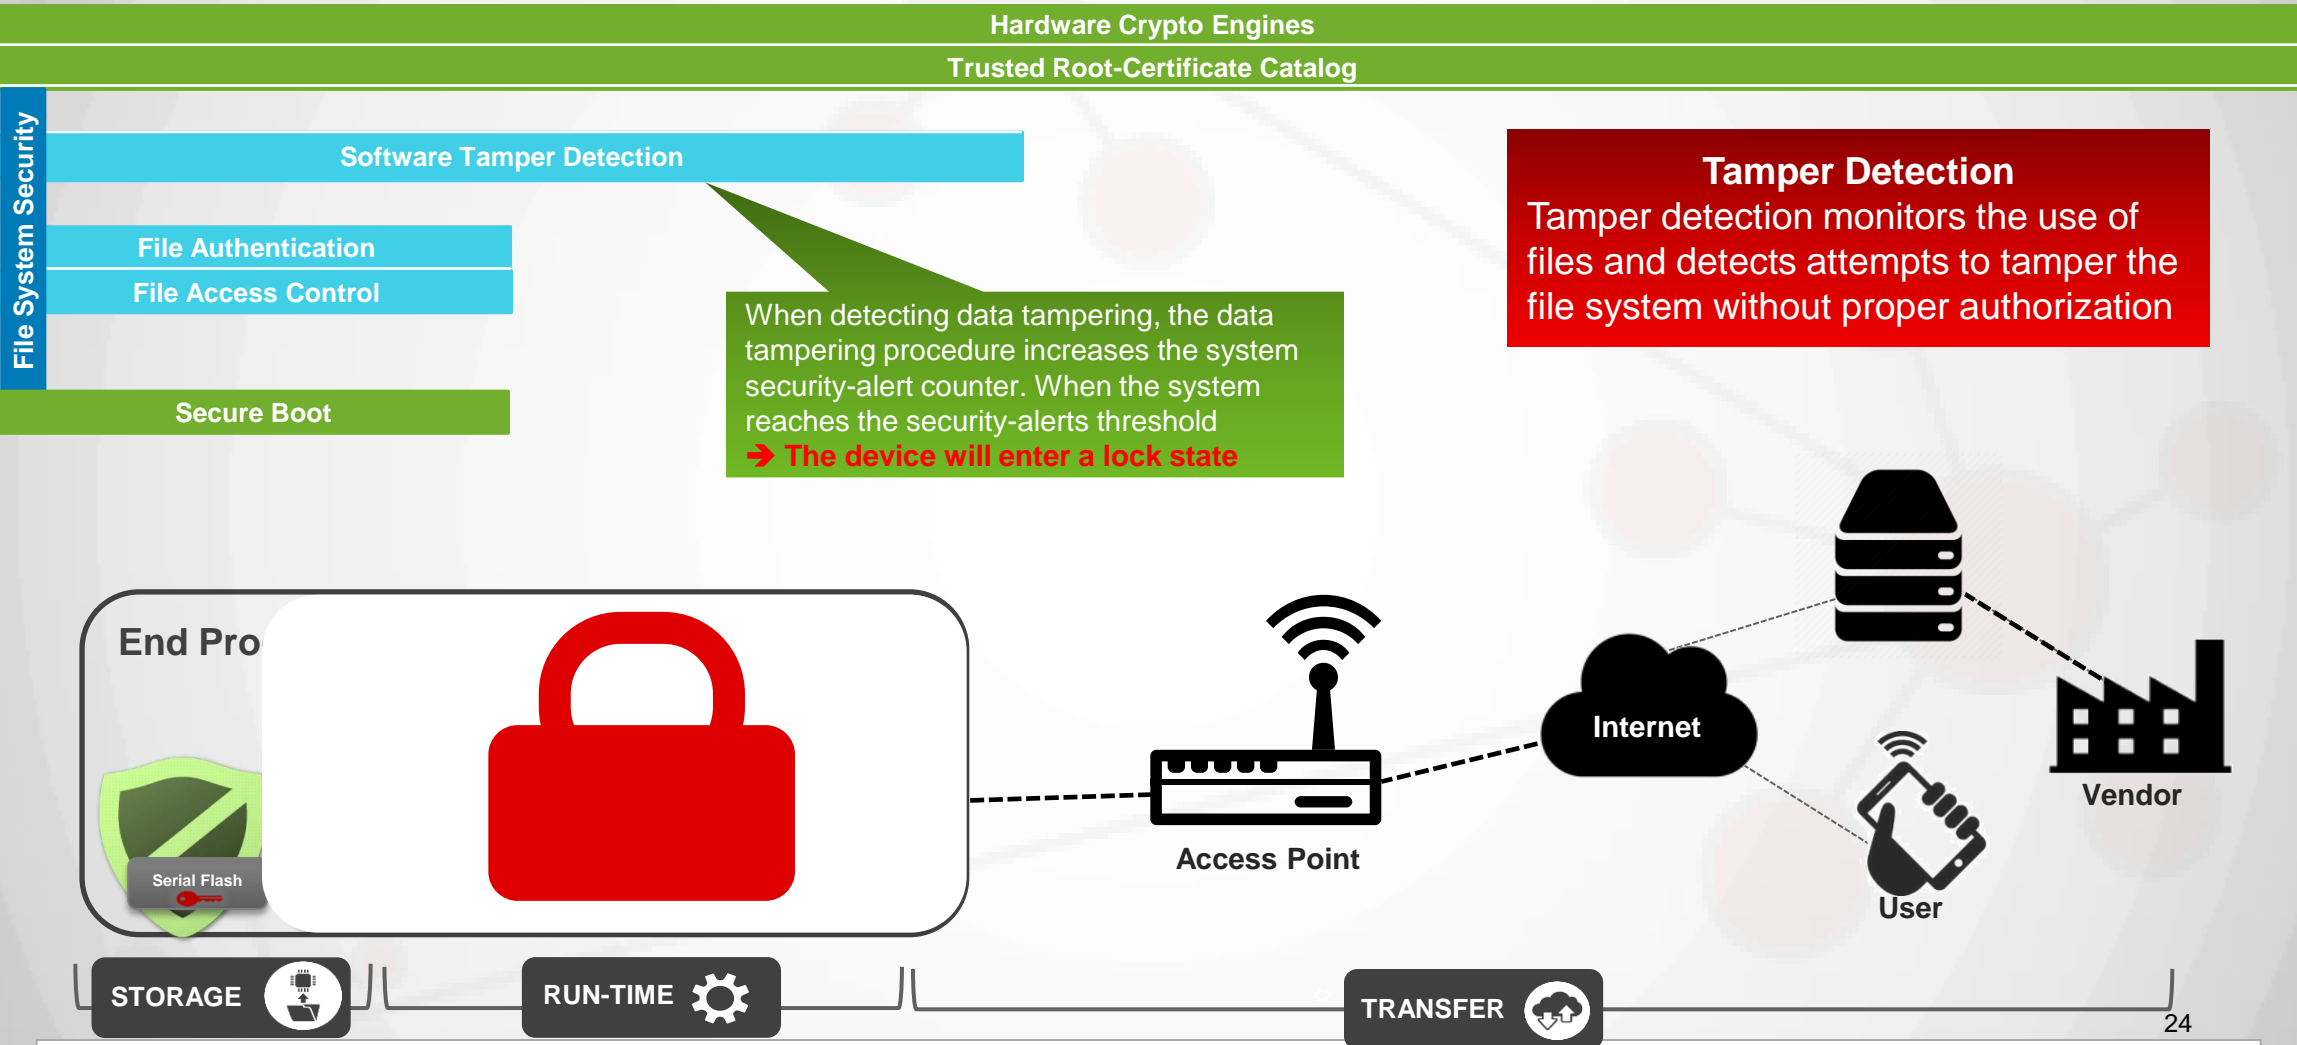 Hardware Crypto Engines
Trusted Root-Certificate Catalog
File System Security
Software Tamper Detection
File Authentication
File Access Control
Secure Boot
When detecting data tampering, the data
tampering procedure increases the system
security-alert counter. When the system
reaches the security-alerts threshold
➔ The device will enter a lock state
Tamper Detection
Tamper detection monitors the use of
files and detects attempts to tamper the
file system without proper authorization
End Pro
Serial Flash
Access Point
Internet
Vendor
User
STORAGE
RUN-TIME
TRANSFER
24